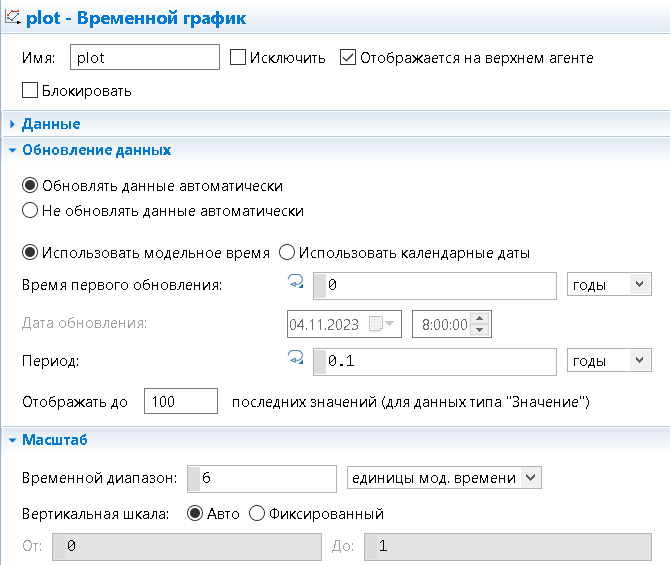 plot - Временной график
Имя: plot Исключить Отображается на верхнем агенте
Блокировать
Данные
Обновление данных
Обновлять данные автоматически
Не обновлять данные автоматически
Использовать модельное время Использовать календарные даты
Время первого обновления: 0 годы
Дата обновления: 04.11.2023 8:00:00
Период: 0.1 годы
Отображать до 100 последних значений (для данных типа "Значение")
Масштаб
Временной диапазон: 6 единицы мод. времени
Вертикальная шкала: Авто Фиксированный
От: 0 До: 1